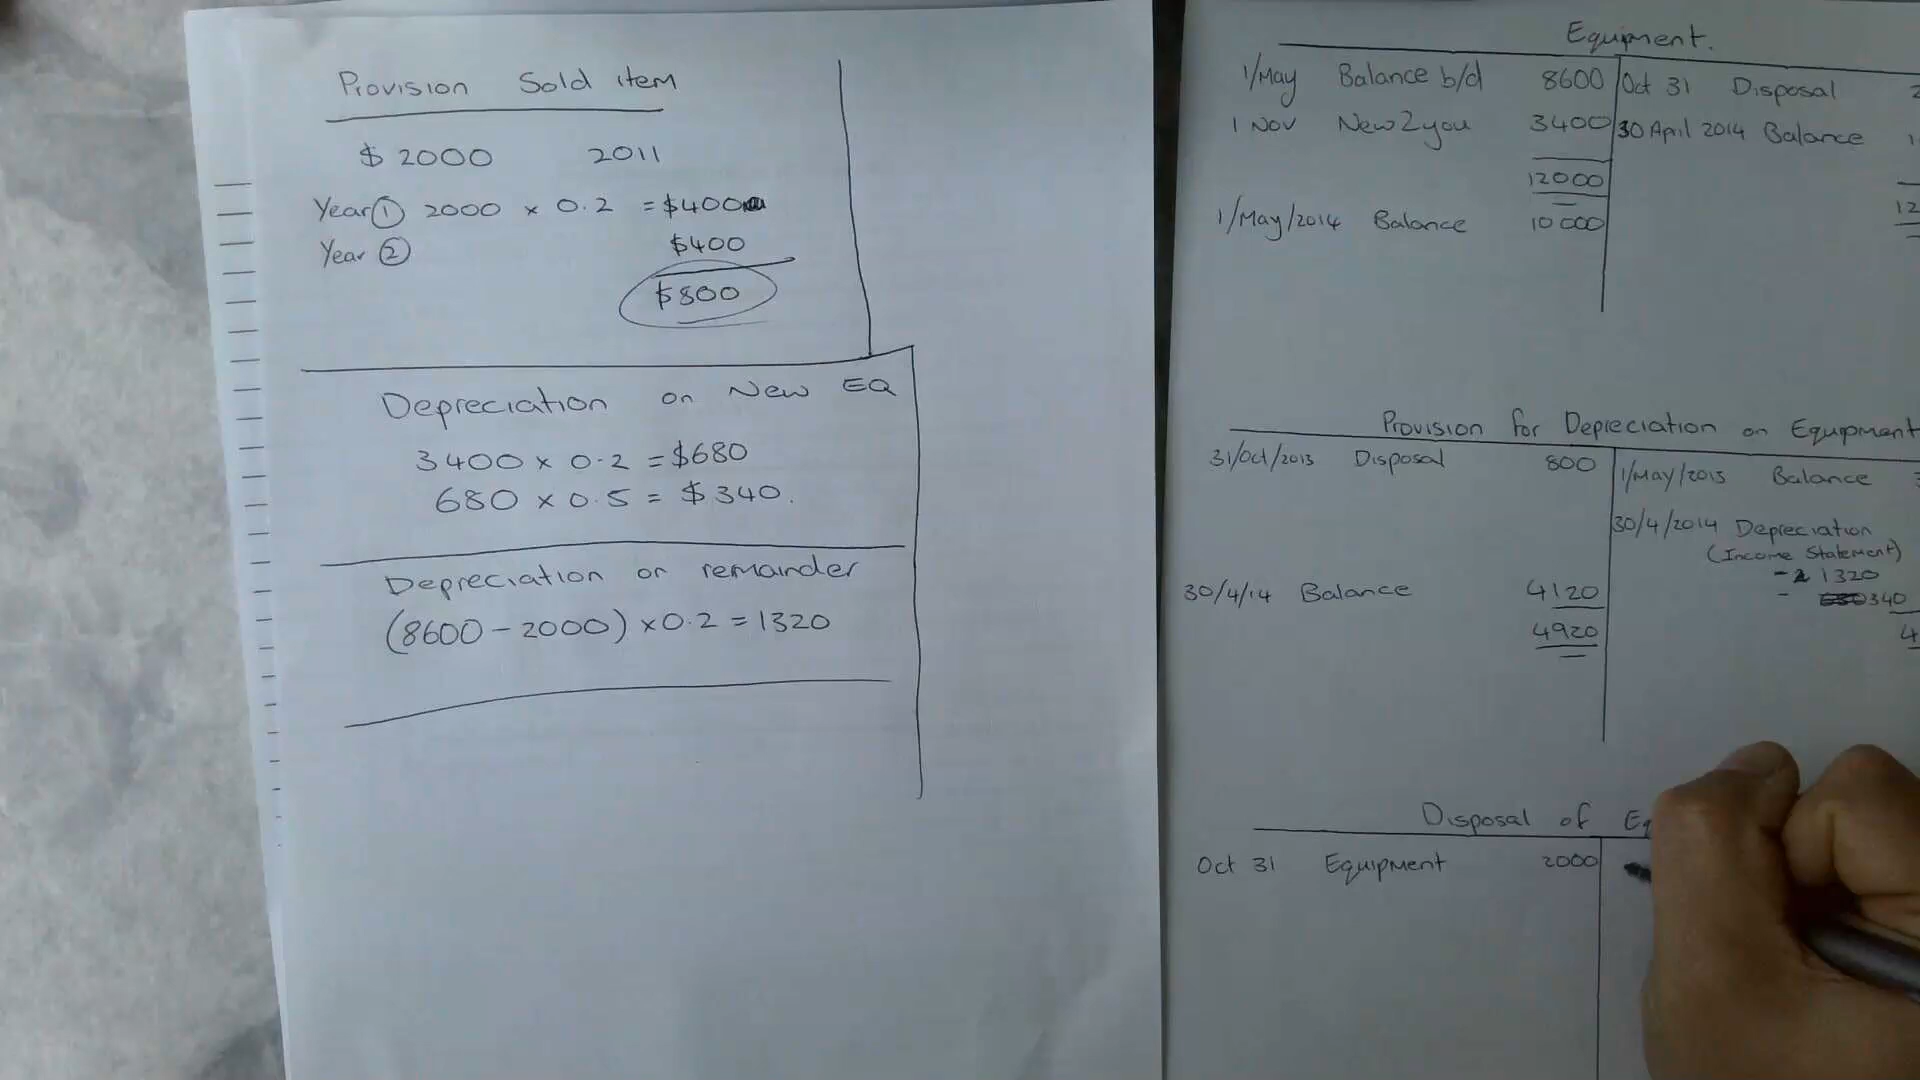 Provision Sold item
$ 2000 2011
Year ① 2000 × 0.2 = $400
Year ② $400
$800
Depreciation on New EQ
3400 × 0.2 = $680
680 × 0.5 = $340.
Depreciation on remainder
(8600 - 2000) × 0.2 = 1320
Equipment.
1/May Balance b/d 8600 Oct 31 Disposal
1 Nov New2you 3400 30 April 2014 Balance
12000
12
1/May/2014 Balance 10 000
Provision for Depreciation on Equipment
31/Oct/2013 Disposal 800 1/May/2013 Balance
30/4/2014 Depreciation
(Income Statement)
- 1320
30/4/14 Balance 4120 - 340
4920 4
Disposal of Eq
Oct 31 Equipment 2000